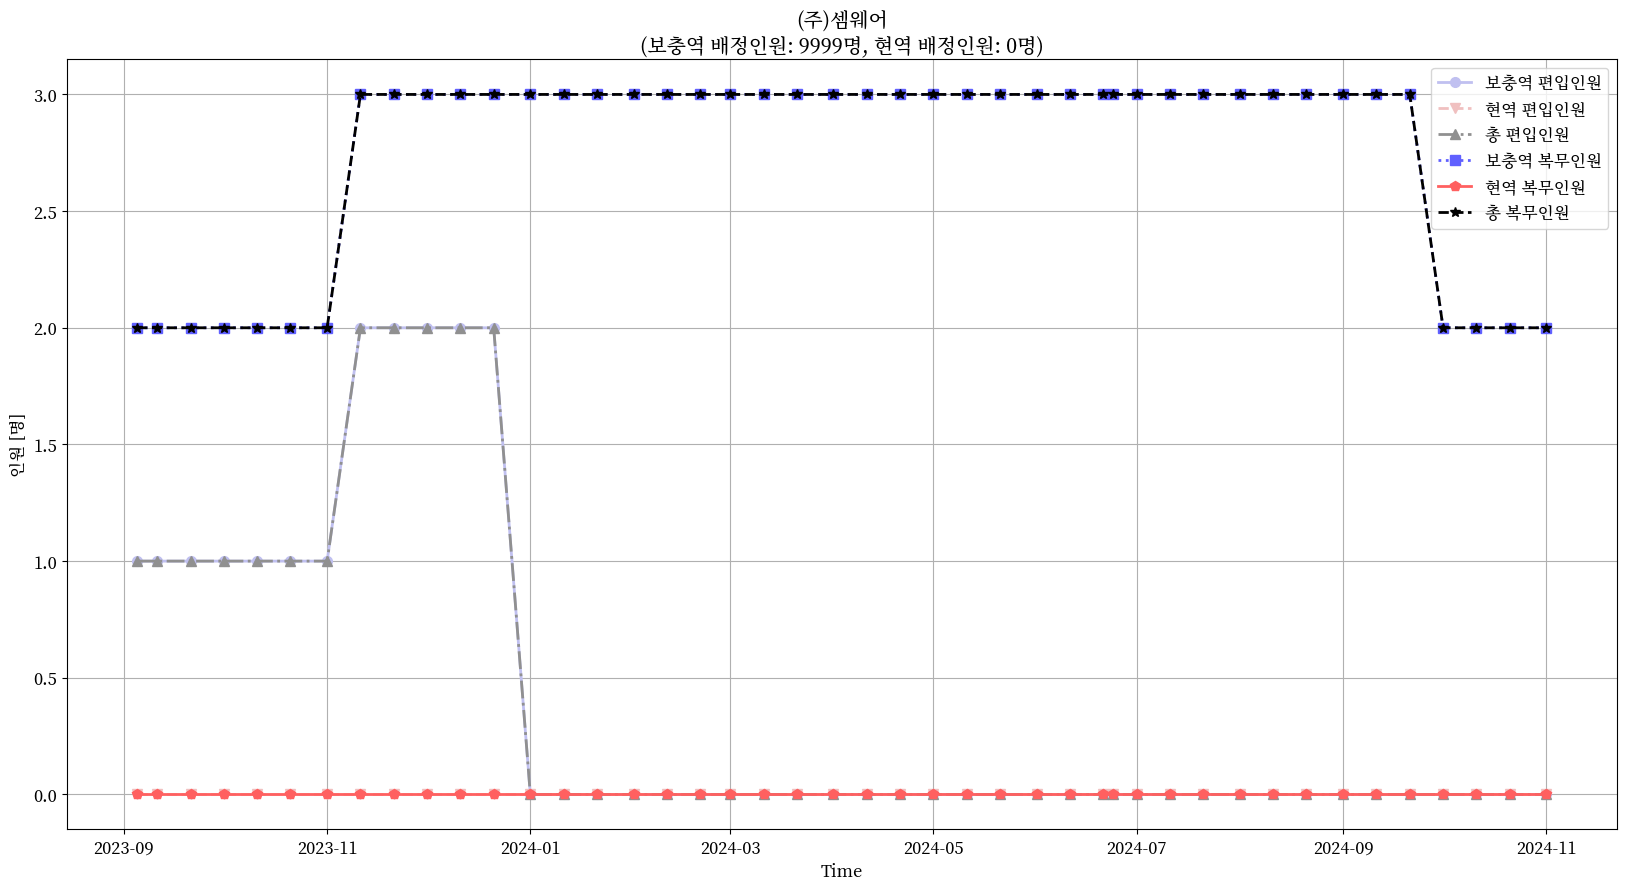 (주)셈웨어
(보충역 배정인원: 9999명, 현역 배정인원: 0명)
보충역 편입인원
현역 편입인원
총 편입인원
보충역 복무인원
현역 복무인원
총 복무인원
인원 [명]
3.0
2.5
2.0
1.5
1.0
0.5
0.0
2023-09
2023-11
2024-01
2024-03
2024-05
2024-07
2024-09
2024-11
Time